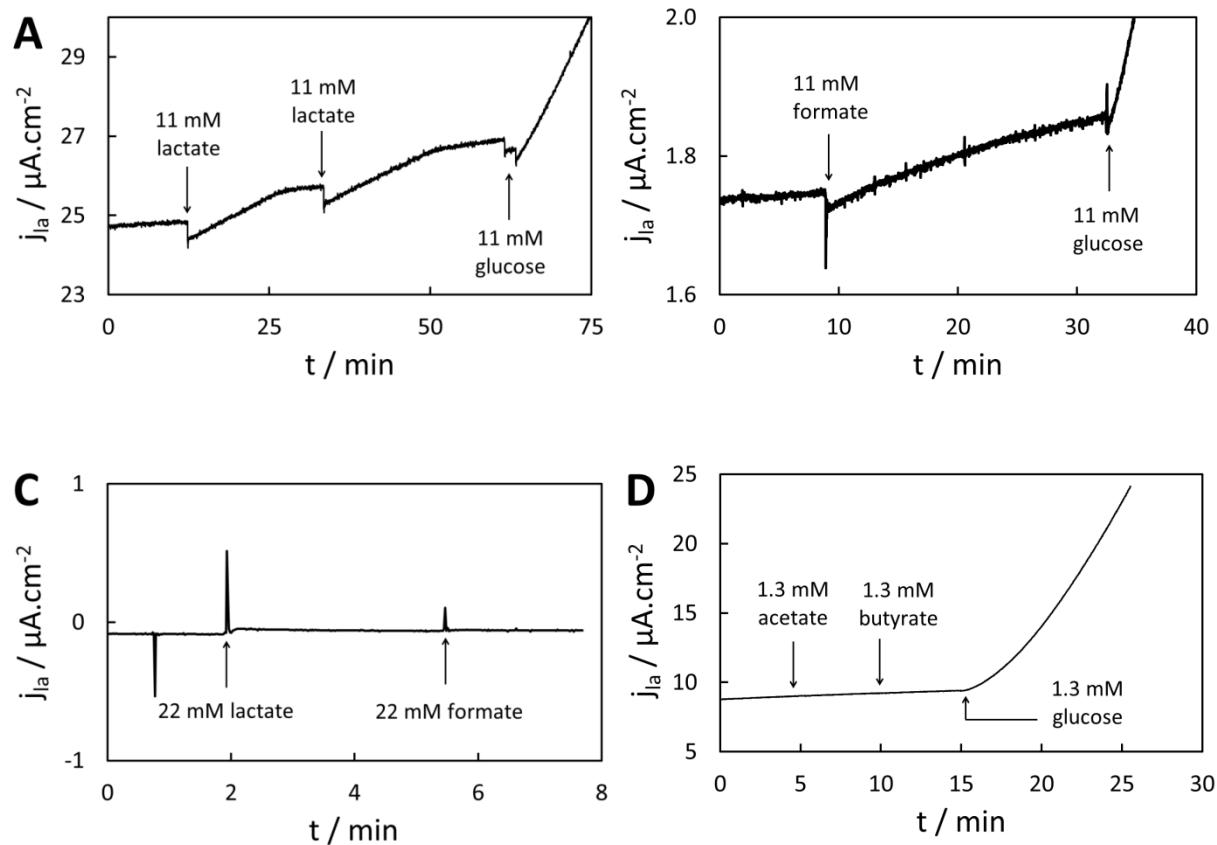 A
j_la / µA.cm⁻²
29
27
25
23
0
25
50
75
t / min
11 mM
lactate
11 mM
lactate
11 mM
glucose
j_la / µA.cm⁻²
2.0
1.8
1.6
0
10
20
30
40
t / min
11 mM
formate
11 mM
glucose
C
j_la / µA.cm⁻²
1
0
-1
0
2
4
6
8
t / min
22 mM lactate
22 mM formate
D
j_la / µA.cm⁻²
25
20
15
10
5
0
5
10
15
20
25
30
t / min
1.3 mM
acetate
1.3 mM
butyrate
1.3 mM
glucose